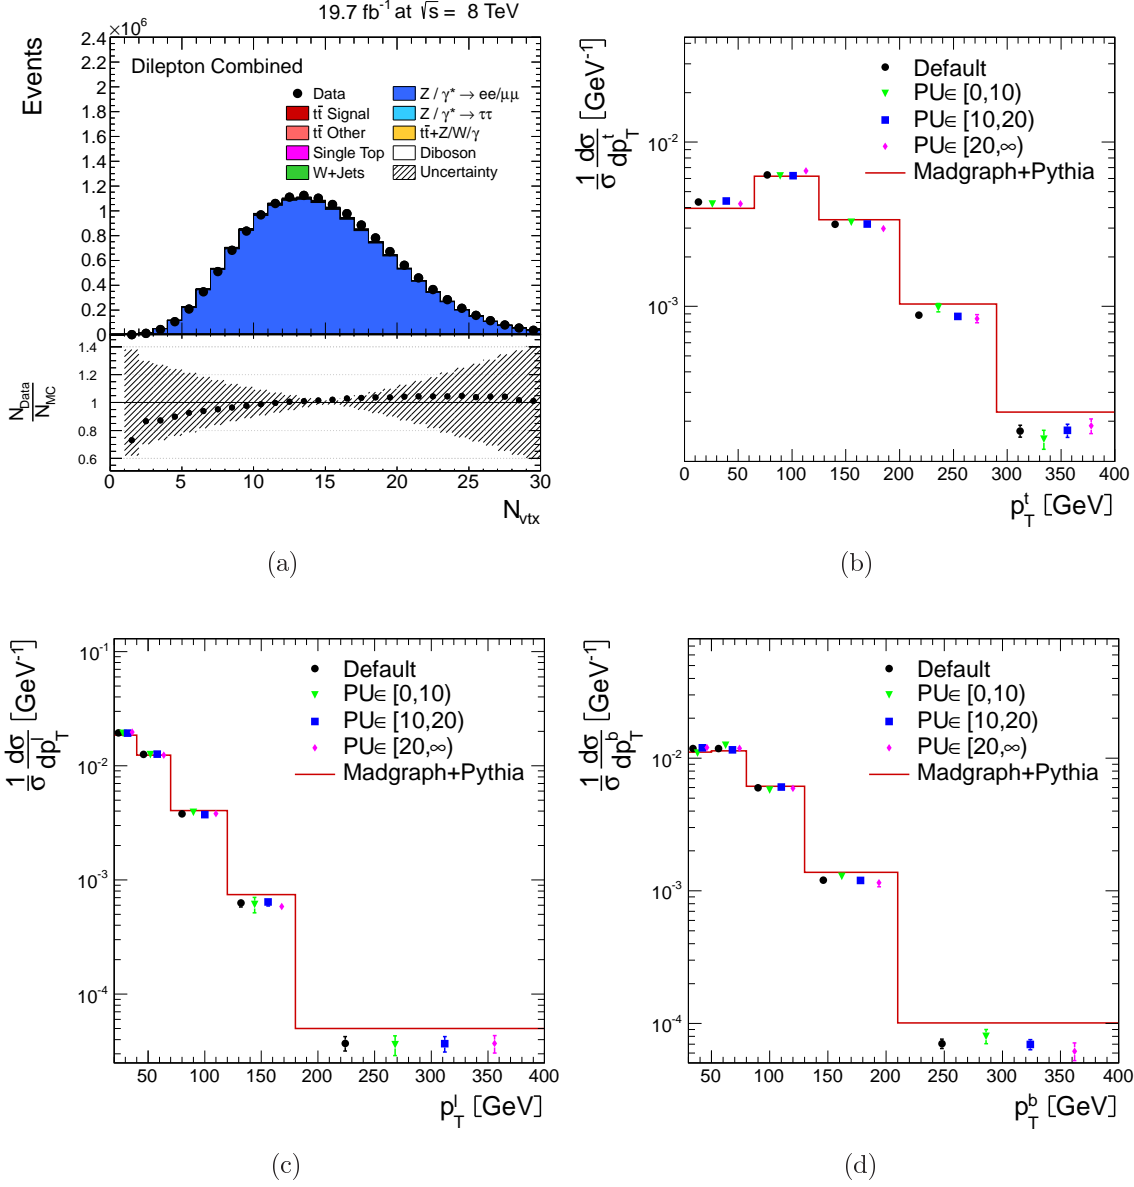 19.7 fb⁻¹ at √s = 8 TeV
×10⁶
Events
Dilepton Combined
Data
tt̄ Signal
tt̄ Other
Single Top
W+Jets
Z / γ* → ee/μμ
Z / γ* → ττ
tt̄+Z/W/γ
Diboson
Uncertainty
2.4
2.2
2
1.8
1.6
1.4
1.2
1
0.8
0.6
0.4
0.2
0
N_Data / N_MC
1.4
1.2
1
0.8
0.6
0 5 10 15 20 25 30
N_vtx
(a)
1/σ dσ/dp_T^t [GeV⁻¹]
Default
PU∈ [0,10)
PU∈ [10,20)
PU∈ [20,∞)
Madgraph+Pythia
10⁻²
10⁻³
0 50 100 150 200 250 300 350 400
p_T^t [GeV]
(b)
1/σ dσ/dp_T^l [GeV⁻¹]
Default
PU∈ [0,10)
PU∈ [10,20)
PU∈ [20,∞)
Madgraph+Pythia
10⁻¹
10⁻²
10⁻³
10⁻⁴
50 100 150 200 250 300 350 400
p_T^l [GeV]
(c)
1/σ dσ/dp_T^b [GeV⁻¹]
Default
PU∈ [0,10)
PU∈ [10,20)
PU∈ [20,∞)
Madgraph+Pythia
10⁻²
10⁻³
10⁻⁴
50 100 150 200 250 300 350 400
p_T^b [GeV]
(d)